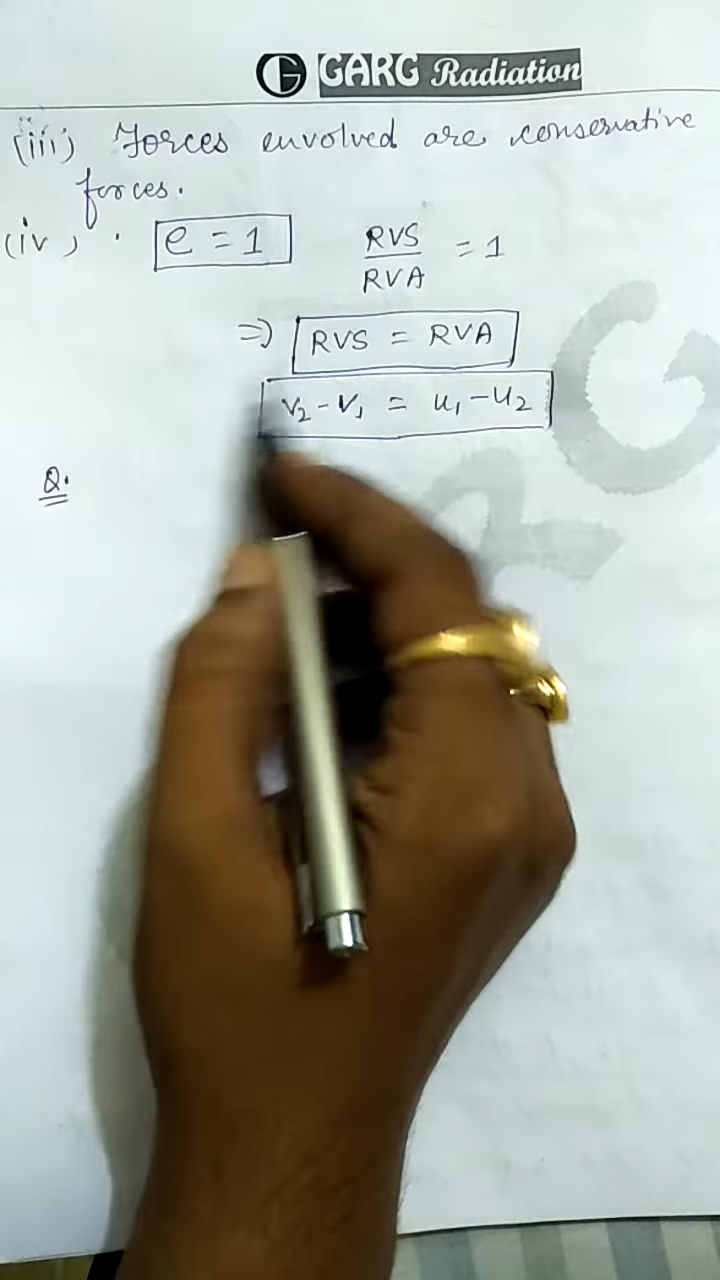 G GARG Radiation
(iii) Forces envolved are conservative
forces.
(iv) . e = 1 RVS/RVA = 1
=) RVS = RVA
V₂ - V₁ = u₁ - u₂
Q.